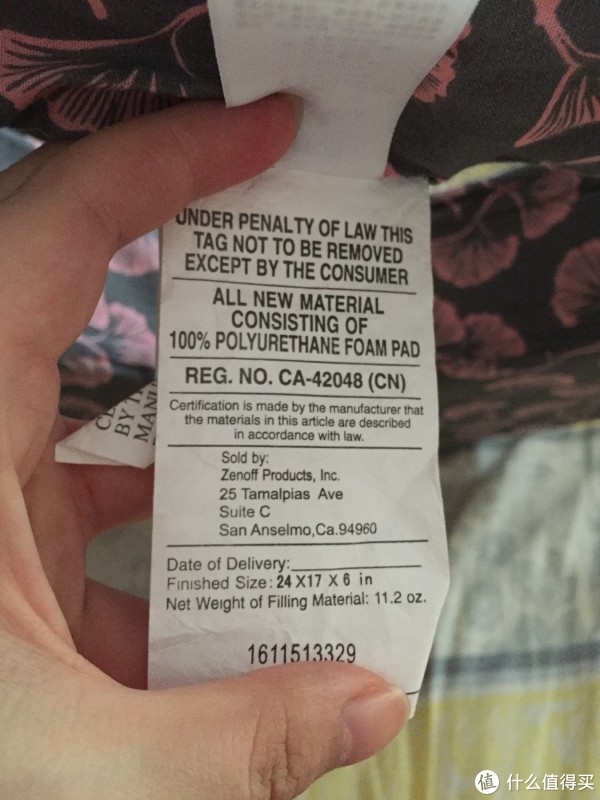 UNDER PENALTY OF LAW THIS
TAG NOT TO BE REMOVED
EXCEPT BY THE CONSUMER
ALL NEW MATERIAL
CONSISTING OF
100% POLYURETHANE FOAM PAD
REG. NO. CA-42048 (CN)
Certification is made by the manufacturer that
the materials in this article are described
in accordance with law.
Sold by:
Zenoff Products, Inc.
25 Tamalpias Ave
Suite C
San Anselmo,Ca.94960
Date of Delivery:
Finished Size: 24 X17 X 6 in
Net Weight of Filling Material: 11.2 oz.
1611513329
BY
值 什么值得买